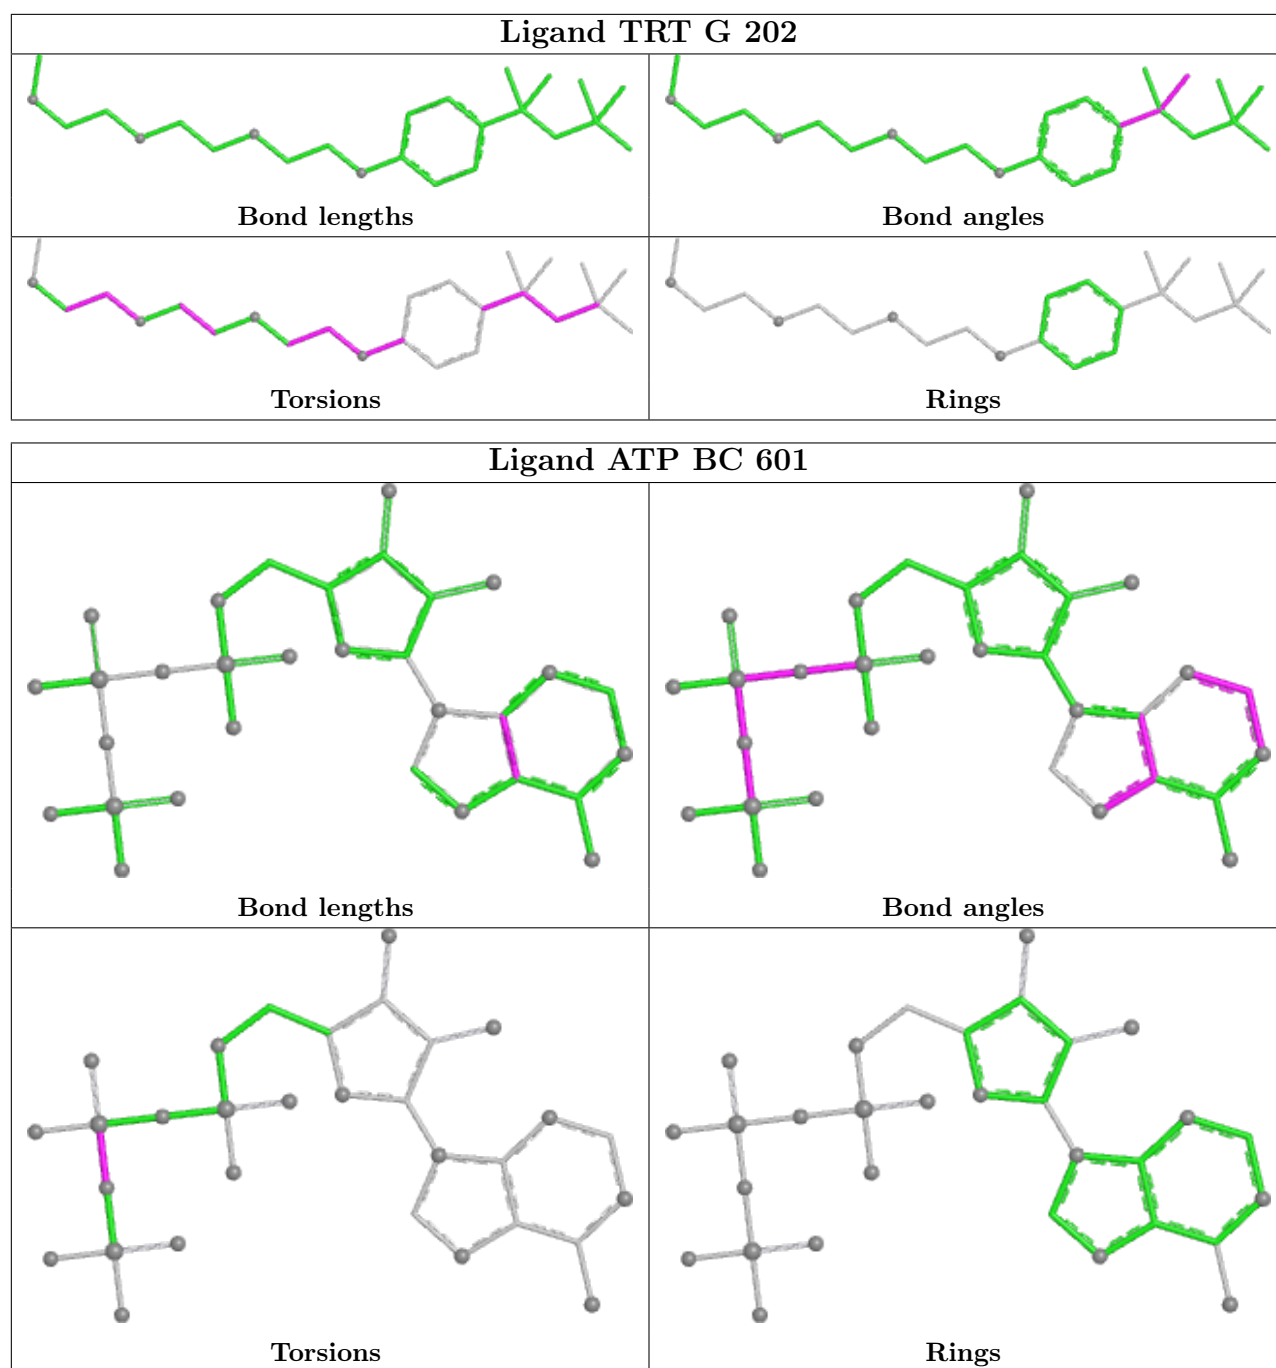 Ligand TRT G 202
Bond lengths
Bond angles
Torsions
Rings
Ligand ATP BC 601
Bond lengths
Bond angles
Torsions
Rings